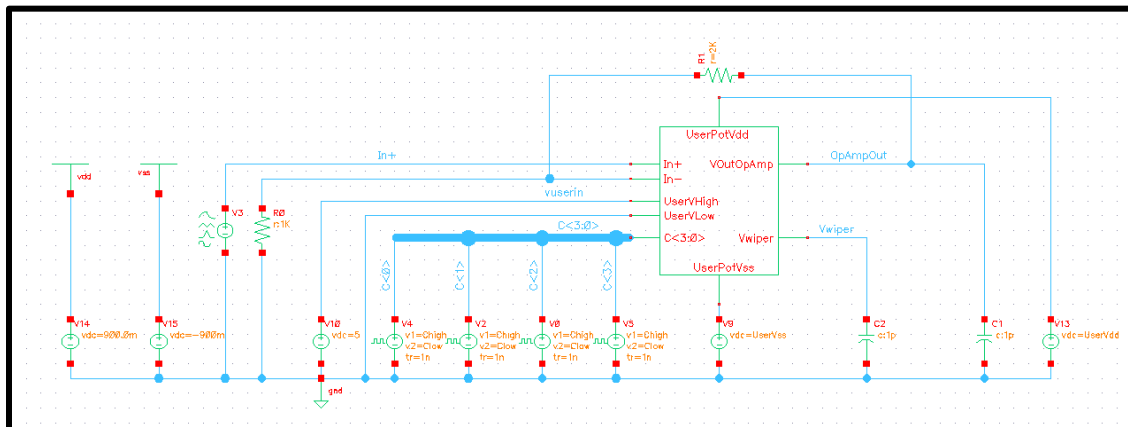 R1
r=2K
UserPotVdd
In+
In+
VOutOpAmp
OpAmpOut
vdd
vss
In-
vuserin
UserVHigh
V3
R0
r:1K
UserVLow
C<3:0>
C<3:0>
Vwiper
Vwiper
UserPotVss
C<0>
C<1>
C<2>
C<3>
V14
vdc=900.0m
V15
vdc=-900m
V10
vdc=5
V4
v1=Chigh
v2=Clow
tr=1n
V2
v1=Chigh
v2=Clow
tr=1n
V0
v1=Chigh
v2=Clow
tr=1n
V5
v1=Chigh
v2=Clow
tr=1n
V9
vdc=UserVss
C2
c:1p
C1
c:1p
V13
vdc=UserVdd
gnd